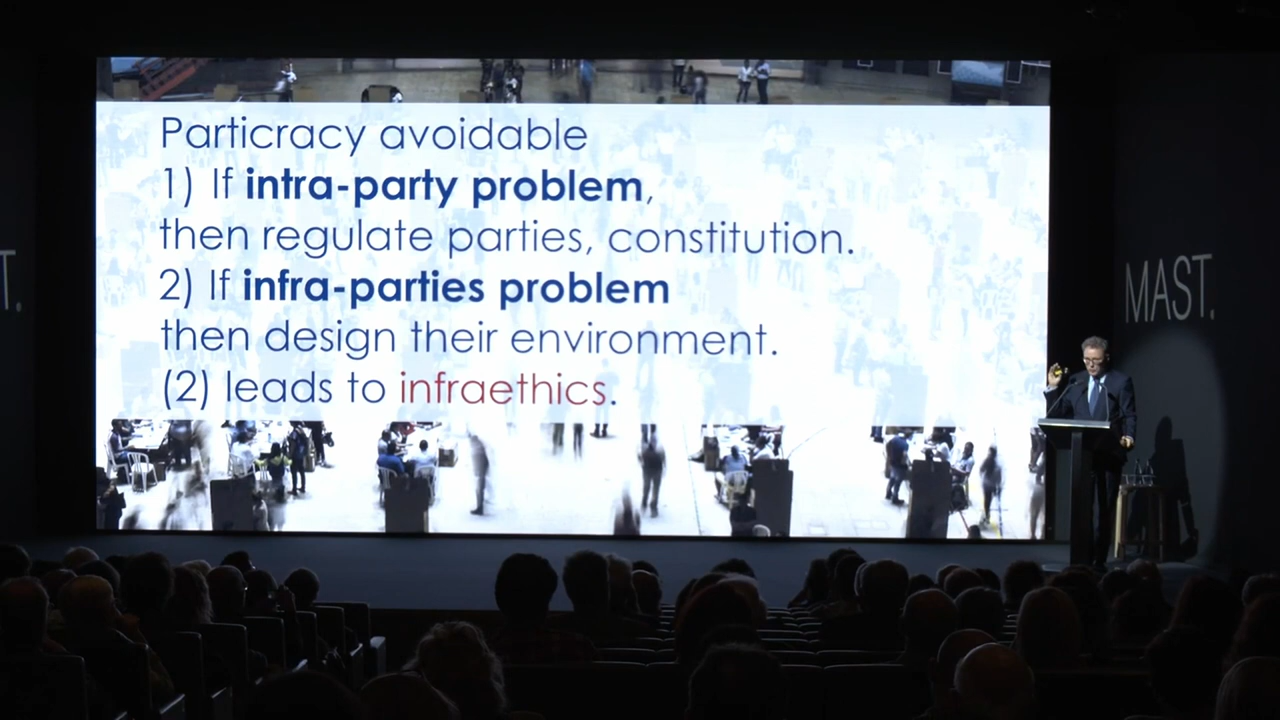 Particracy avoidable
1) If intra-party problem,
then regulate parties, constitution.
2) If infra-parties problem
then design their environment.
(2) leads to infraethics.
MAST.
T.